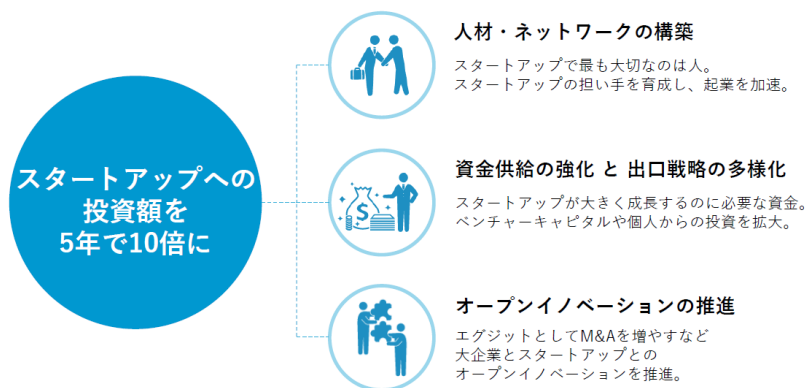 スタートアップへの
投資額を
5年で10倍に
人材・ネットワークの構築
スタートアップで最も大切なのは人。
スタートアップの担い手を育成し、起業を加速。
資金供給の強化 と 出口戦略の多様化
スタートアップが大きく成長するのに必要な資金。
ベンチャーキャピタルや個人からの投資を拡大。
$
オープンイノベーションの推進
エグジットとしてM&Aを増やすなど
大企業とスタートアップとの
オープンイノベーションを推進。